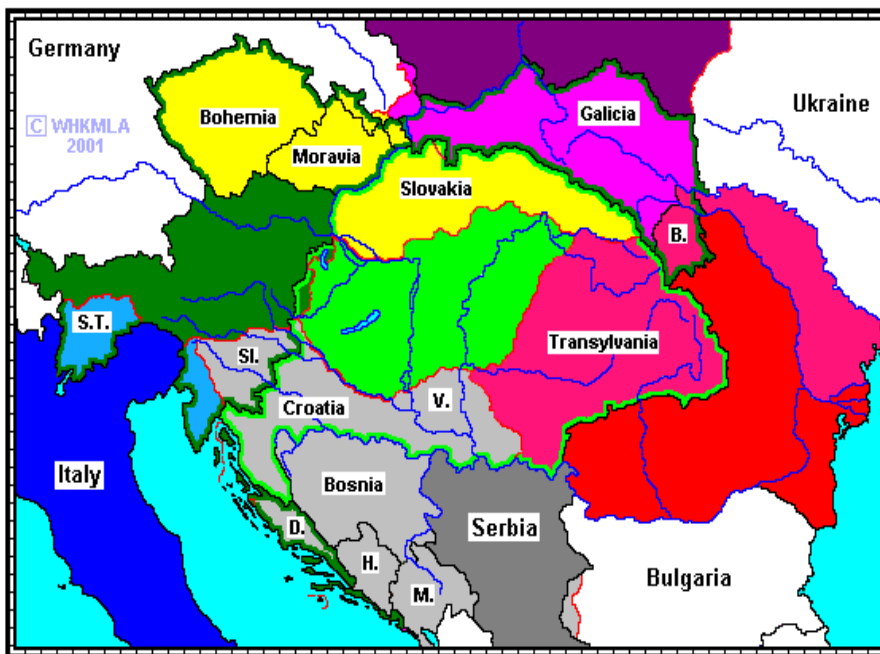 Germany
Bohemia
Moravia
Galicia
Ukraine
C WHKMLA
2001
Slovakia
B.
S.T.
Sl.
Transylvania
Croatia
V.
Italy
Bosnia
Serbia
D.
H.
M.
Bulgaria